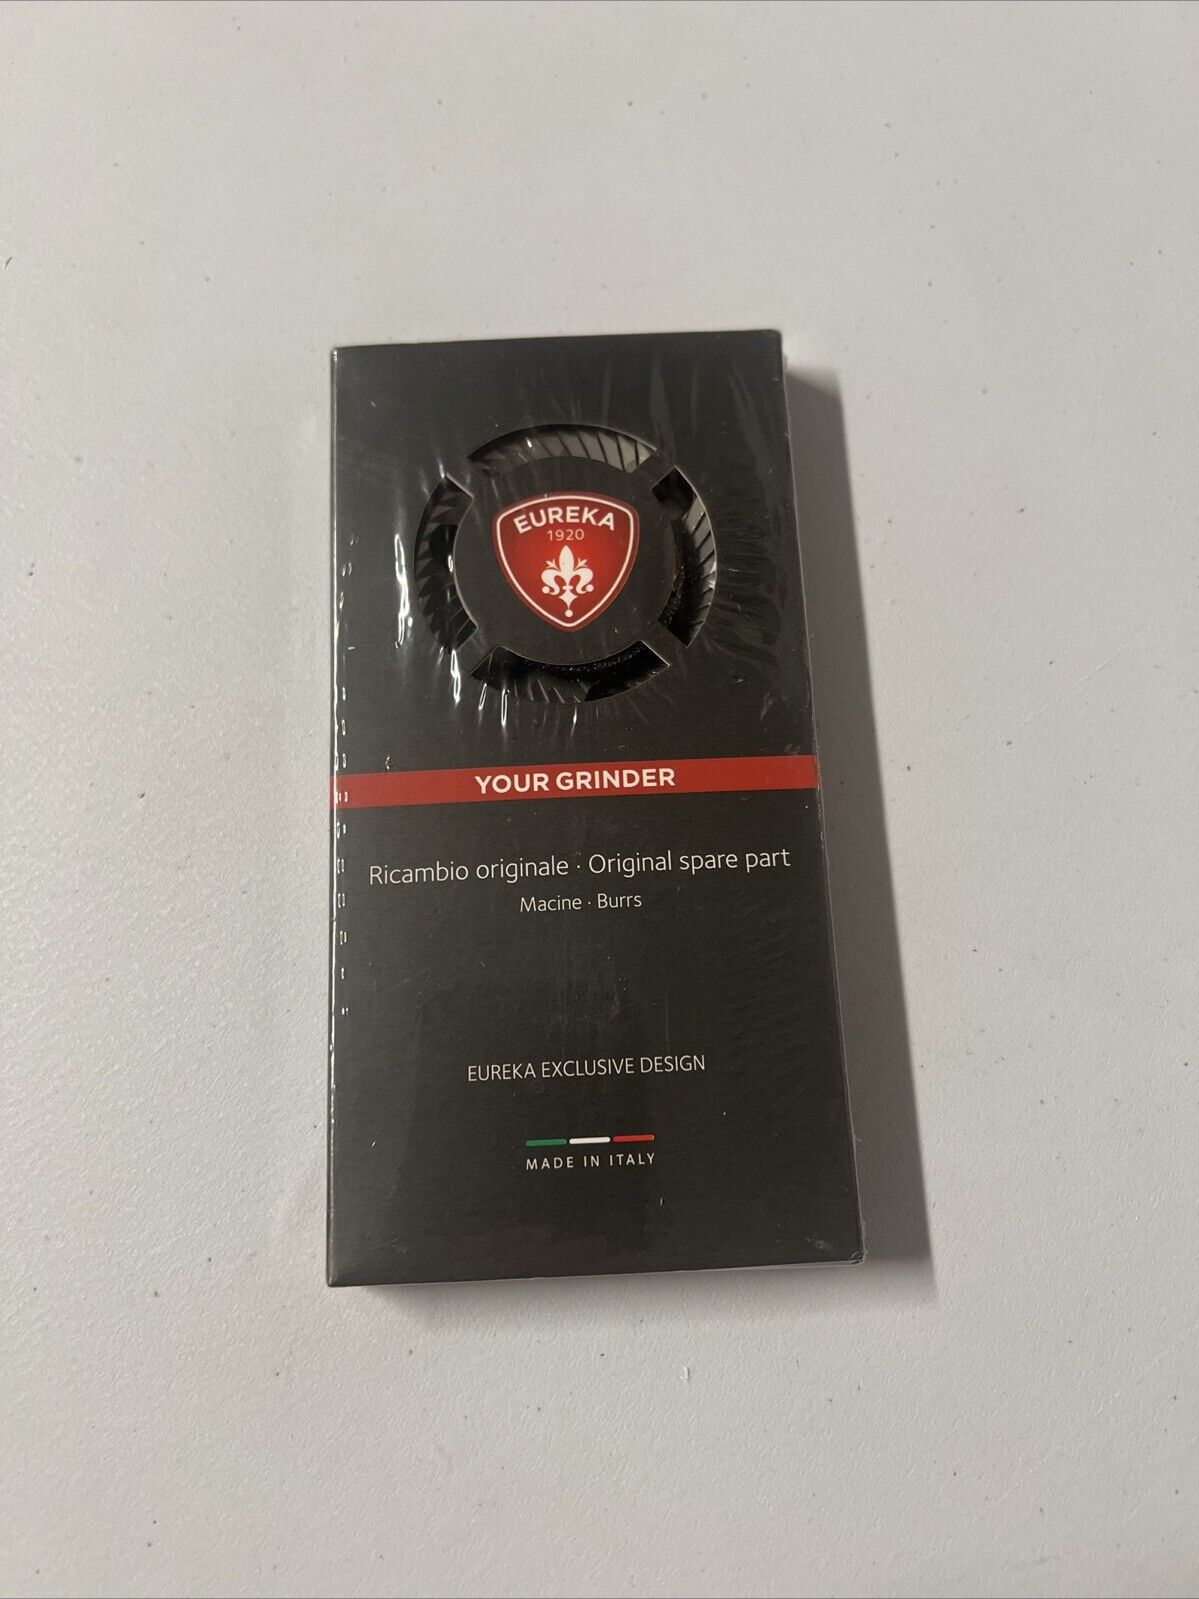 EUREKA
1920
YOUR GRINDER
Ricambio originale · Original spare part
Macine · Burrs
EUREKA EXCLUSIVE DESIGN
MADE IN ITALY